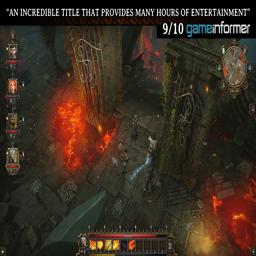 “AN INCREDIBLE TITLE THAT PROVIDES MANY HOURS OF ENTERTAINMENT”
9/10 gameinformer